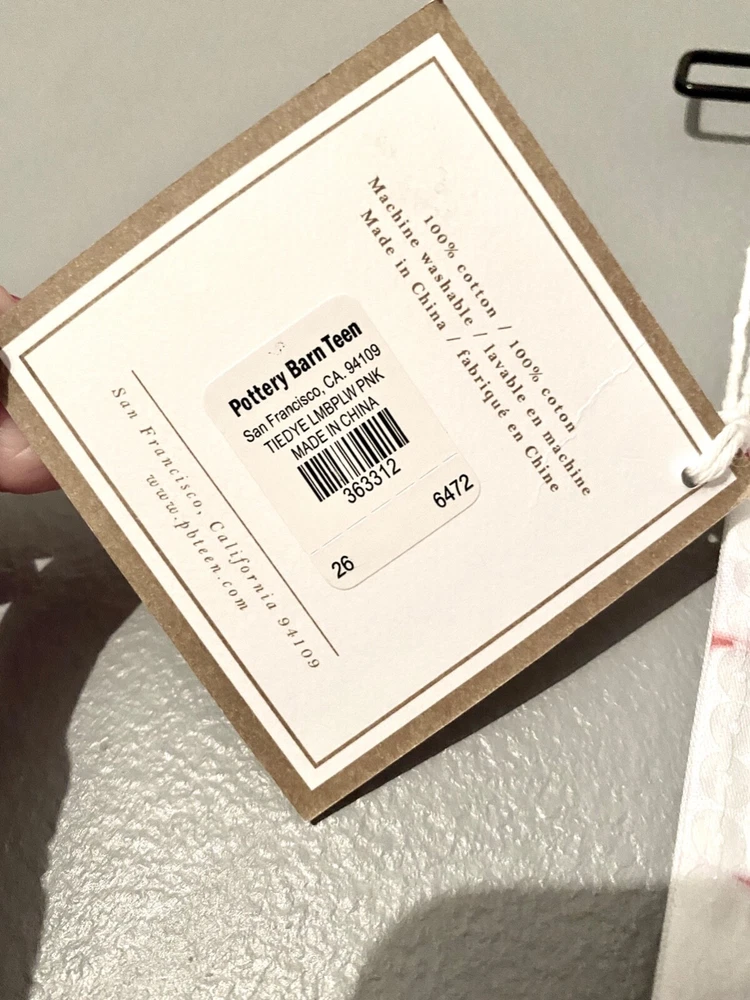 100% cotton / 100% coton
Machine washable / lavable en machine
Made in China / fabriqué en Chine
Pottery Barn Teen
San Francisco, CA. 94109
TIEDYE LMBPLW PNK
MADE IN CHINA
363312
26 6472
San Francisco, California 94109
www.pbteen.com